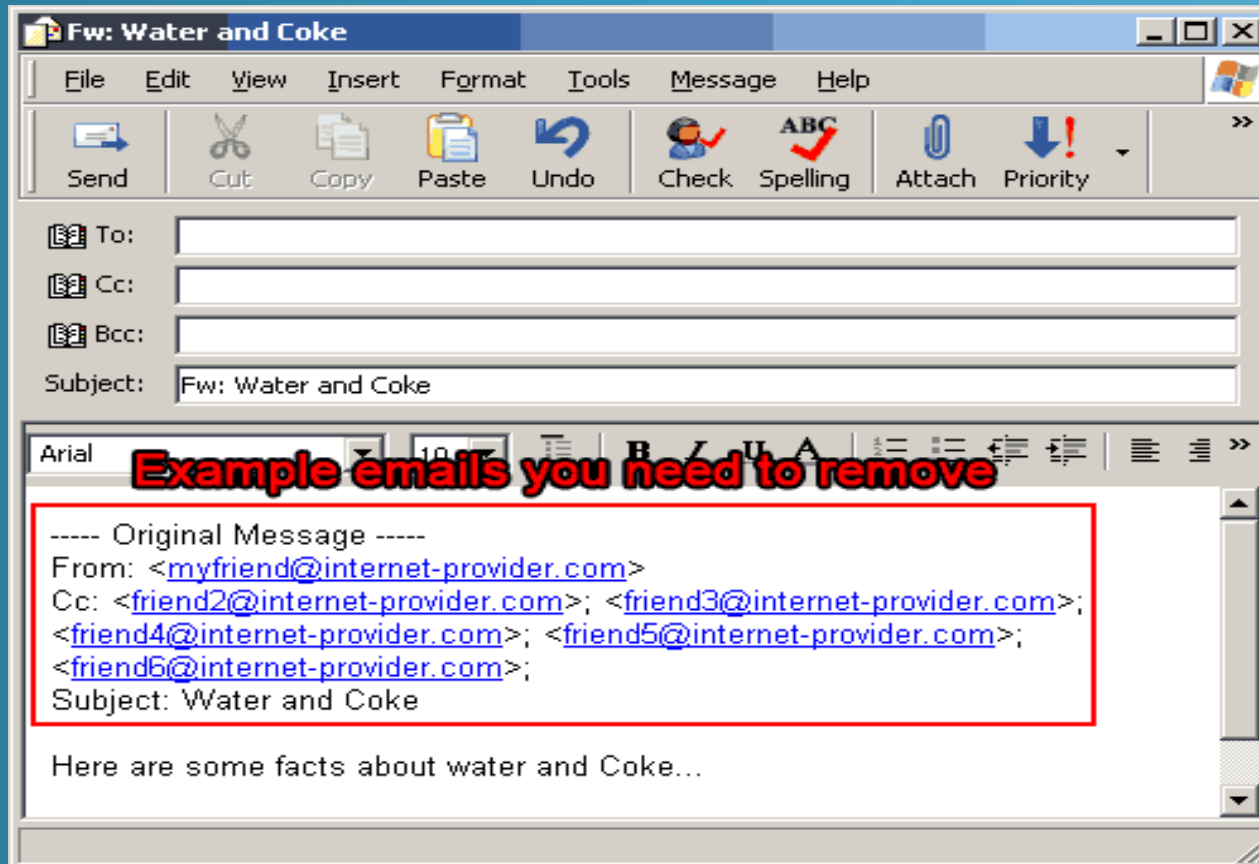 Fw: Water and Coke
File Edit View Insert Format Tools Message Help
ABC
Send Cut Copy Paste Undo Check Spelling Attach Priority
To:
Cc:
Bcc:
Subject: Fw: Water and Coke
Arial 10 B I U A
Example emails you need to remove
----- Original Message -----
From: <myfriend@internet-provider.com>
Cc: <friend2@internet-provider.com>; <friend3@internet-provider.com>;
<friend4@internet-provider.com>; <friend5@internet-provider.com>;
<friend6@internet-provider.com>;
Subject: Water and Coke
Here are some facts about water and Coke...